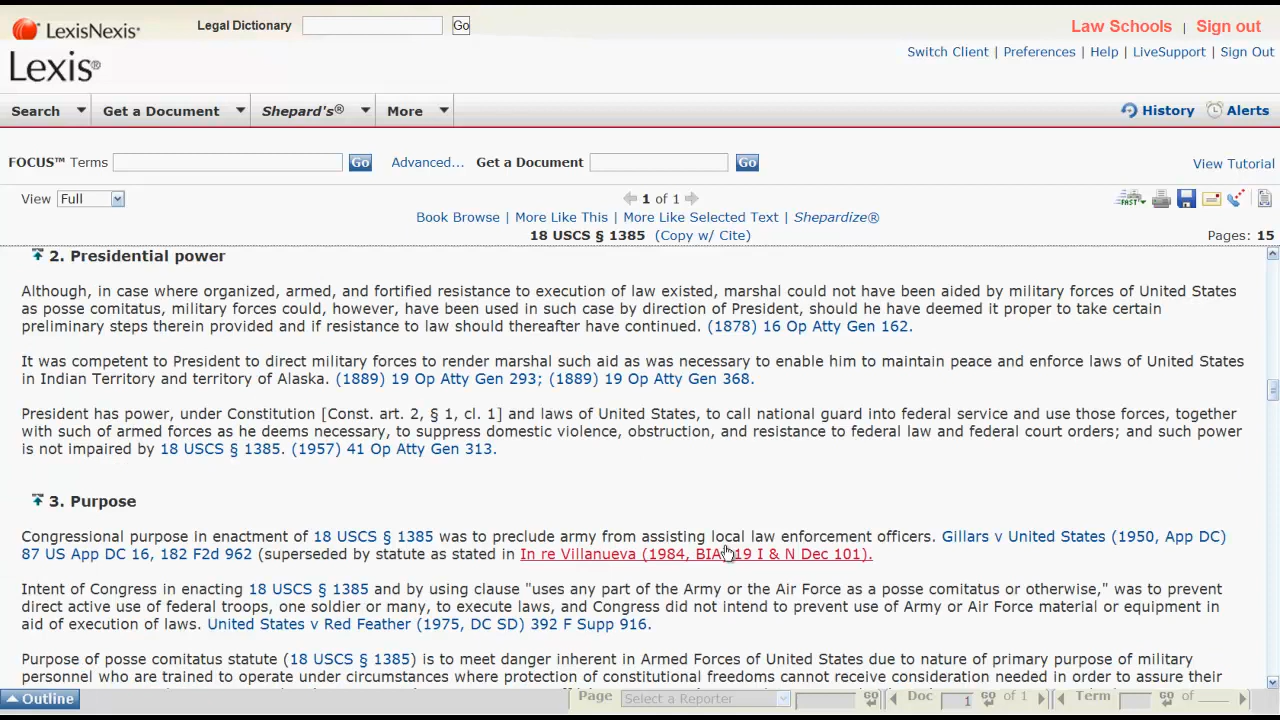 LexisNexis® Legal Dictionary Go Law Schools | Sign out
Lexis® Switch Client | Preferences | Help | LiveSupport | Sign Out
Search Get a Document Shepard's® More History Alerts
FOCUS™ Terms Go Advanced... Get a Document Go View Tutorial
View Full 1 of 1 FAST
Book Browse | More Like This | More Like Selected Text | Shepardize®
18 USCS § 1385 (Copy w/ Cite) Pages: 15
2. Presidential power
Although, in case where organized, armed, and fortified resistance to execution of law existed, marshal could not have been aided by military forces of United States
as posse comitatus, military forces could, however, have been used in such case by direction of President, should he have deemed it proper to take certain
preliminary steps therein provided and if resistance to law should thereafter have continued. (1878) 16 Op Atty Gen 162.
It was competent to President to direct military forces to render marshal such aid as was necessary to enable him to maintain peace and enforce laws of United States
in Indian Territory and territory of Alaska. (1889) 19 Op Atty Gen 293; (1889) 19 Op Atty Gen 368.
President has power, under Constitution [Const. art. 2, § 1, cl. 1] and laws of United States, to call national guard into federal service and use those forces, together
with such of armed forces as he deems necessary, to suppress domestic violence, obstruction, and resistance to federal law and federal court orders; and such power
is not impaired by 18 USCS § 1385. (1957) 41 Op Atty Gen 313.
3. Purpose
Congressional purpose in enactment of 18 USCS § 1385 was to preclude army from assisting local law enforcement officers. Gillars v United States (1950, App DC)
87 US App DC 16, 182 F2d 962 (superseded by statute as stated in In re Villanueva (1984, BIA) 19 I & N Dec 101).
Intent of Congress in enacting 18 USCS § 1385 and by using clause "uses any part of the Army or the Air Force as a posse comitatus or otherwise," was to prevent
direct active use of federal troops, one soldier or many, to execute laws, and Congress did not intend to prevent use of Army or Air Force material or equipment in
aid of execution of laws. United States v Red Feather (1975, DC SD) 392 F Supp 916.
Purpose of posse comitatus statute (18 USCS § 1385) is to meet danger inherent in Armed Forces of United States due to nature of primary purpose of military
personnel who are trained to operate under circumstances where protection of constitutional freedoms cannot receive consideration needed in order to assure their
Outline Page Select a Reporter GO Doc 1 GO of 1 Term GO of